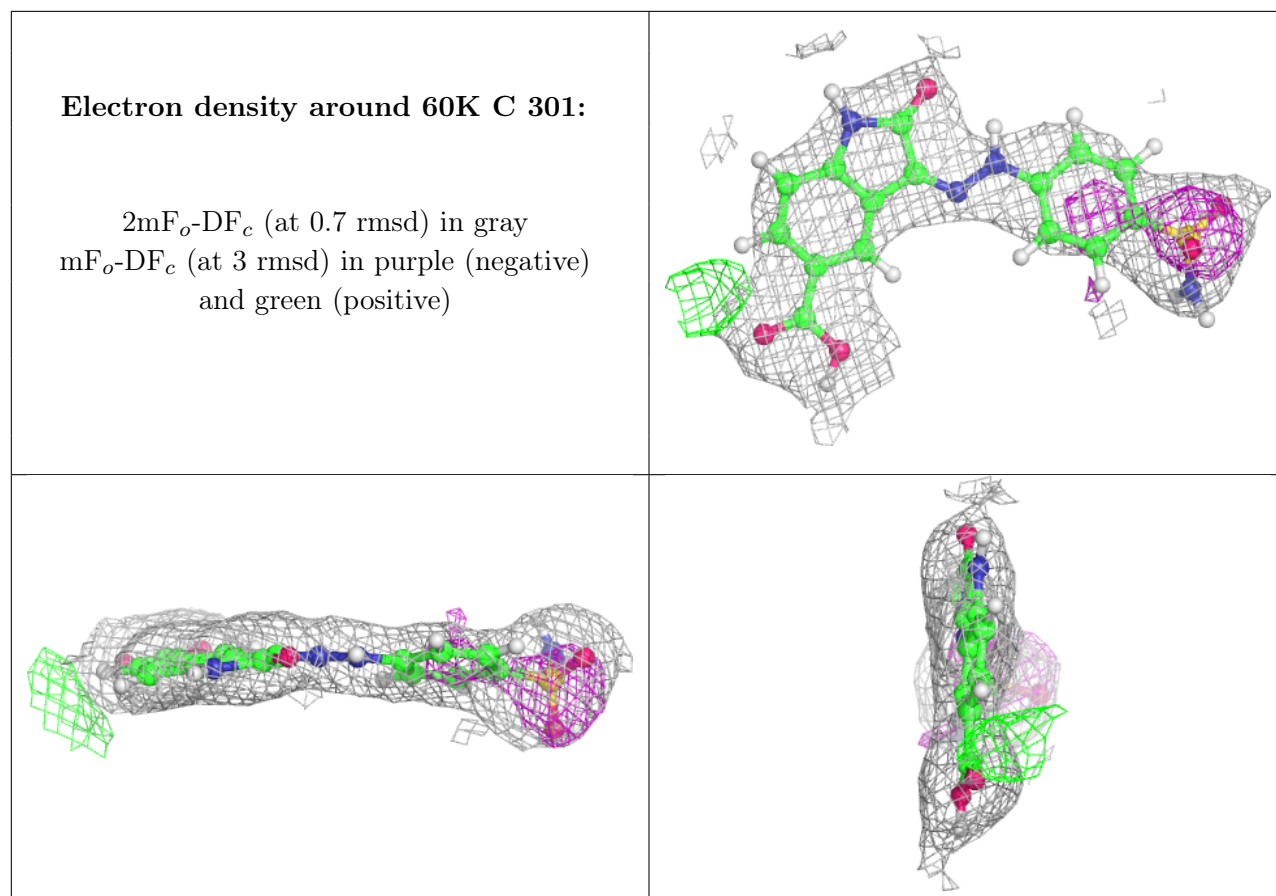 Electron density around 60K C 301:
2mFo-DFc (at 0.7 rmsd) in gray
mFo-DFc (at 3 rmsd) in purple (negative)
and green (positive)